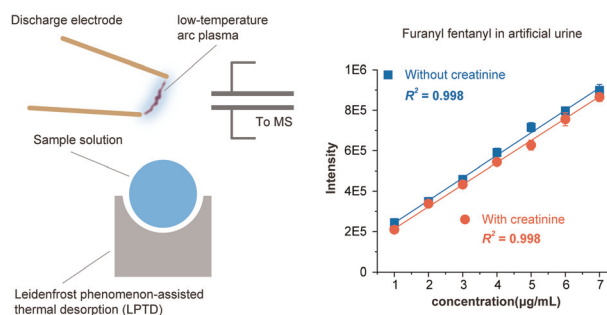 Discharge electrode
low-temperature
arc plasma
To MS
Sample solution
Leidenfrost phenomenon-assisted
thermal desorption (LPTD)
Furanyl fentanyl in artificial urine
1E6
8E5
6E5
4E5
2E5
0
Intensity
Without creatinine
R² = 0.998
With creatinine
R² = 0.998
1 2 3 4 5 6 7
concentration(μg/mL)